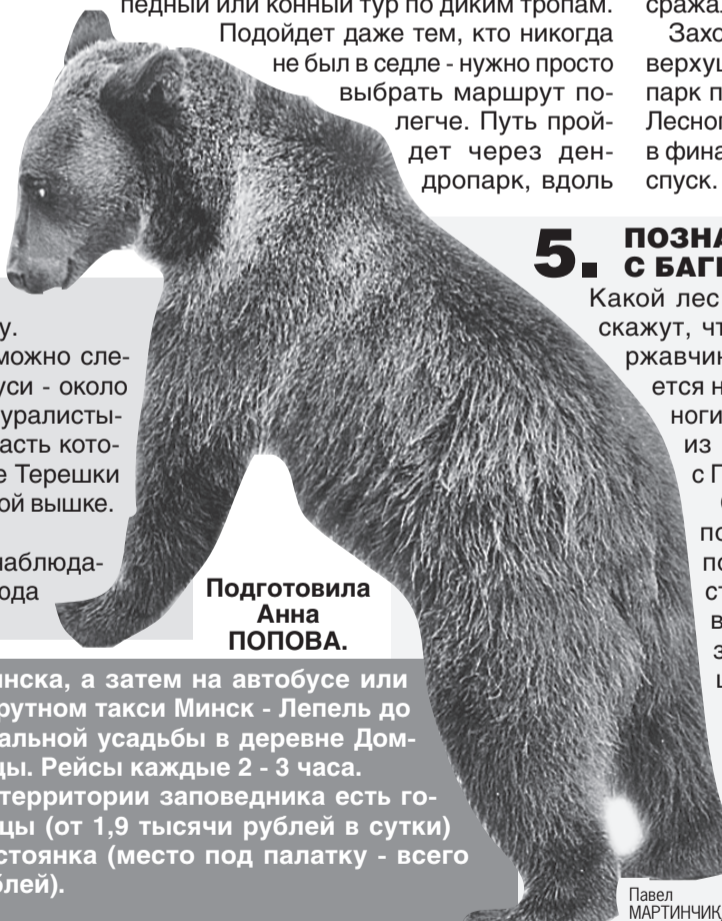 педный или конный тур по диким тропам.
Подойдет даже тем, кто никогда
не был в седле - нужно просто
выбрать маршрут по-
легче. Путь прой-
дет через ден-
дропарк, вдоль
верхуш
парк п
в фина
спуск.
5. ПОЗНА
С БАГ
Какой лес
скажут, чт
ржавчин
ется н
ноги
из
с П
по
по
ст
в
з
у.
можно сле-
уси - около
уралисты-
асть кото-
е Терешки
ой вышке.
наблюда-
юда
Подготовила
Анна
ПОПОВА.
инска, а затем на автобусе или
рутном такси Минск - Лепель до
альной усадьбы в деревне Дом-
цы. Рейсы каждые 2 - 3 часа.
территории заповедника есть го-
цы (от 1,9 тысячи рублей в сутки)
стоянка (место под палатку - всего
блей).
Павел
МАРТИНЧИК